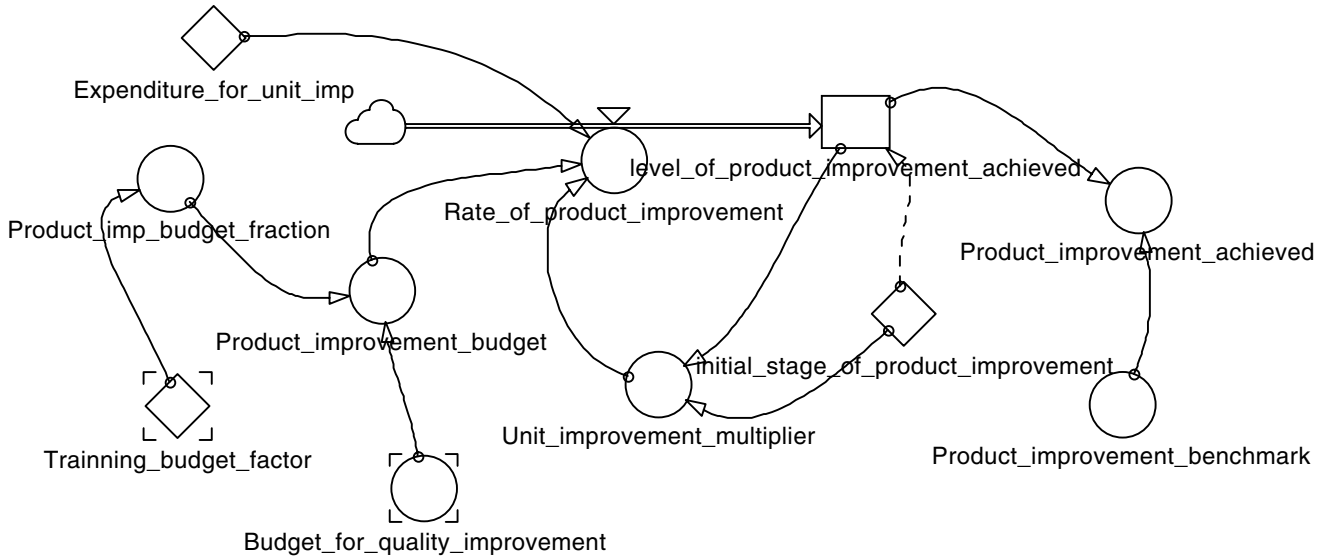 Expenditure_for_unit_imp
level_of_product_improvement_achieved
Rate_of_product_improvement
Product_imp_budget_fraction
Product_improvement_achieved
Product_improvement_budget
initial_stage_of_product_improvement
Unit_improvement_multiplier
Trainning_budget_factor
Product_improvement_benchmark
Budget_for_quality_improvement